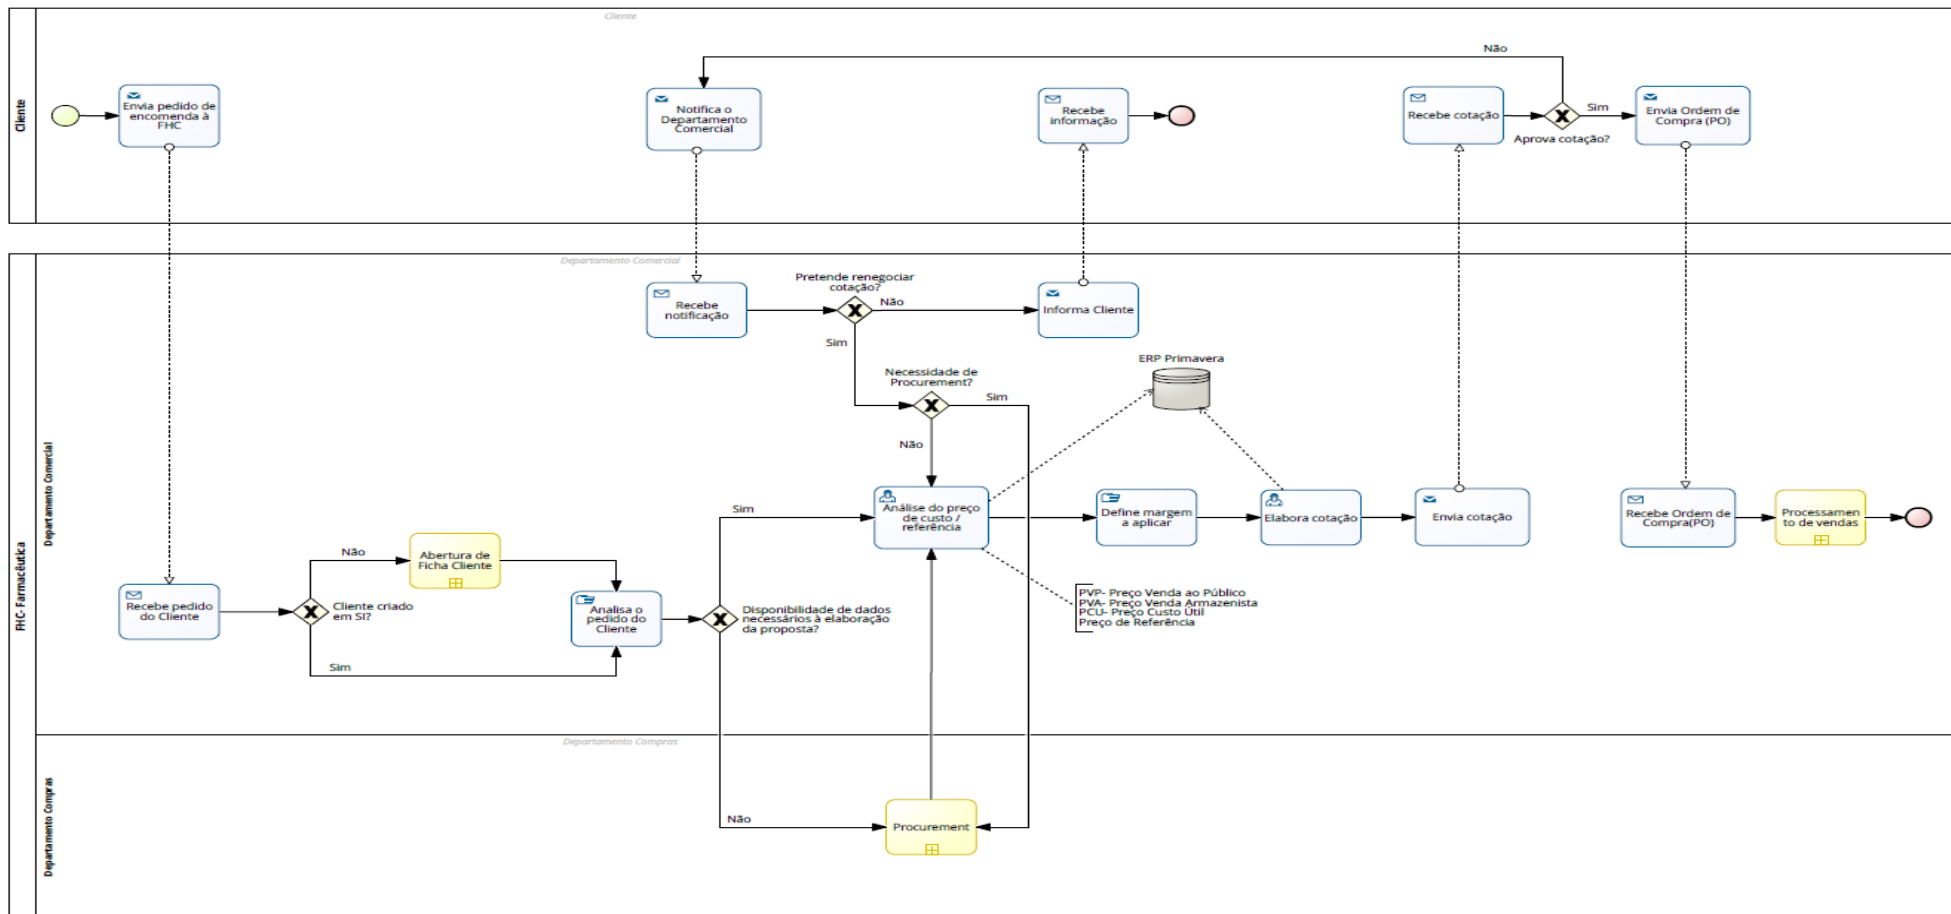 Cliente
Cliente
Não
Envia pedido de
encomenda à
FHC
Notifica o
Departamento
Comercial
Recebe
informação
Recebe cotação
Sim
Aprova cotação?
Envia Ordem de
Compra (PO)
FHC- Farmacêutica
Departamento Comercial
Departamento Comercial
Recebe
notificação
Pretende renegociar
cotação?
Não
Sim
Informa Cliente
ERP Primavera
Necessidade de
Procurement?
Sim
Não
Sim
Análise do preço
de custo /
referência
Define margem
a aplicar
Elabora cotação
Envia cotação
Recebe Ordem de
Compra(PO)
Processamen
to de vendas
Não
Abertura de
Ficha Cliente
Recebe pedido
do Cliente
Cliente criado
em SI?
Sim
Analisa o
pedido do
Cliente
Disponibilidade de dados
necessários à elaboração
da proposta?
PVP- Preço Venda ao Público
PVA- Preço Venda Armazenista
PCU- Preço Custo Útil
Preço de Referência
Departamento Compras
Departamento Compras
Não
Procurement